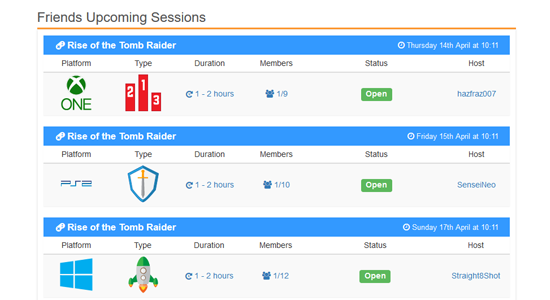 Friends Upcoming Sessions
Rise of the Tomb Raider Thursday 14th April at 10:11
Platform Type Duration Members Status Host
XBOX ONE 2 1 3 1 - 2 hours 1/9 Open hazfraz007
Rise of the Tomb Raider Friday 15th April at 10:11
Platform Type Duration Members Status Host
PS2 1 - 2 hours 1/10 Open SenseiNeo
Rise of the Tomb Raider Sunday 17th April at 10:11
Platform Type Duration Members Status Host
1 - 2 hours 1/12 Open Straight8Shot